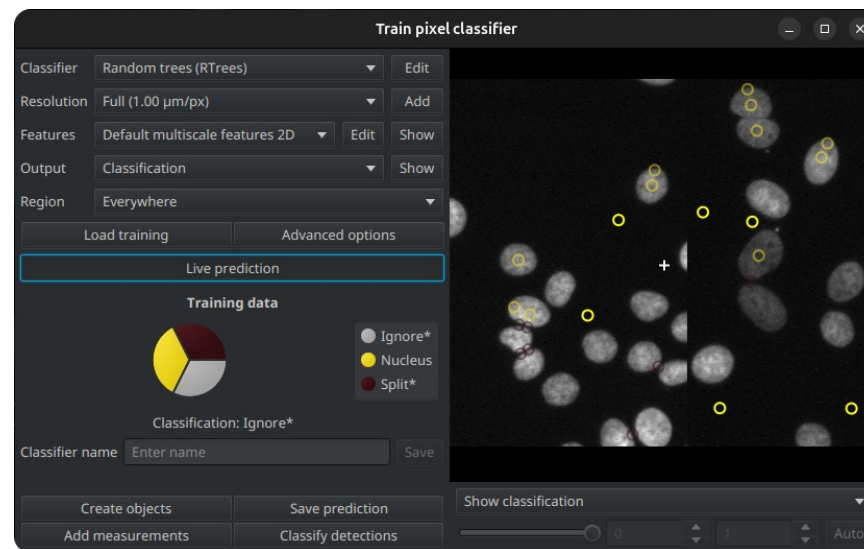 Train pixel classifier
Classifier Random trees (RTrees) Edit
Resolution Full (1.00 µm/px) Add
Features Default multiscale features 2D Edit Show
Output Classification Show
Region Everywhere
Load training Advanced options
Live prediction
Training data
Ignore*
Nucleus
Split*
Classification: Ignore*
Classifier name Enter name Save
Create objects Save prediction
Add measurements Classify detections
Show classification
0 1 Auto